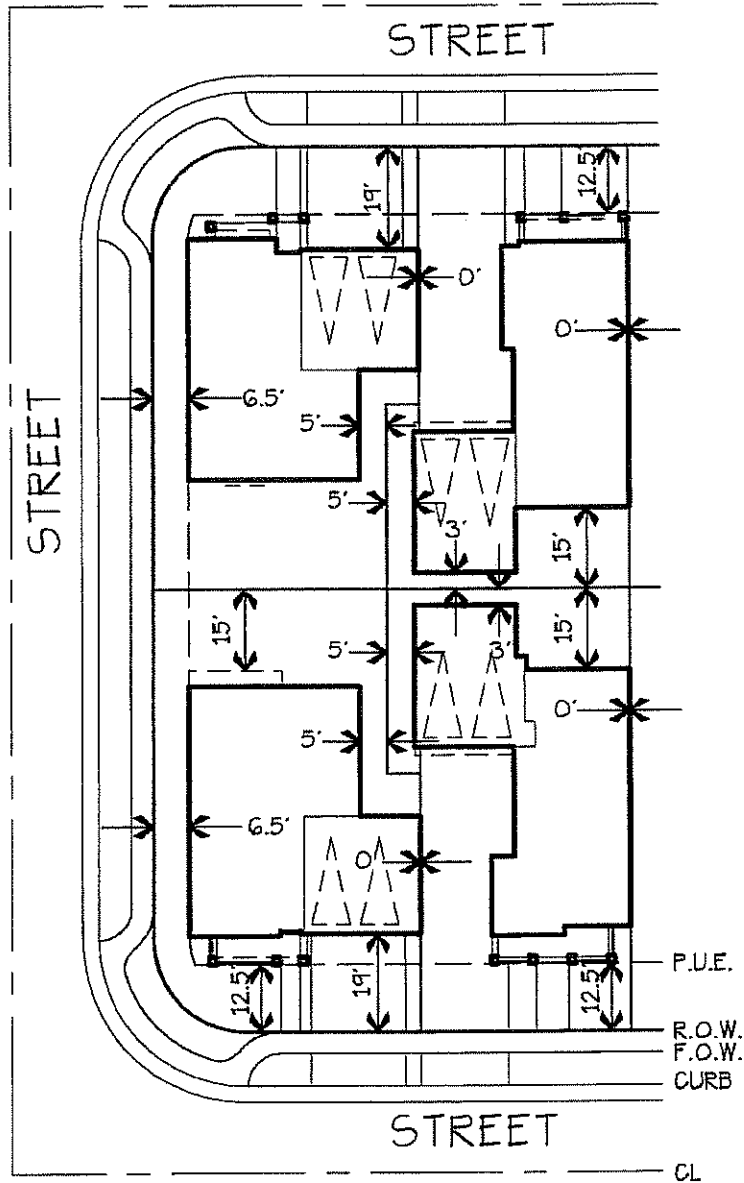 STREET
19'
12.5'
0'
0'
6.5'
STREET
5'
5'
3'
15'
15'
15'
5'
3'
0'
5'
6.5'
0'
P.U.E.
12.5'
19'
12.5'
R.O.W.
F.O.W.
CURB
STREET
CL